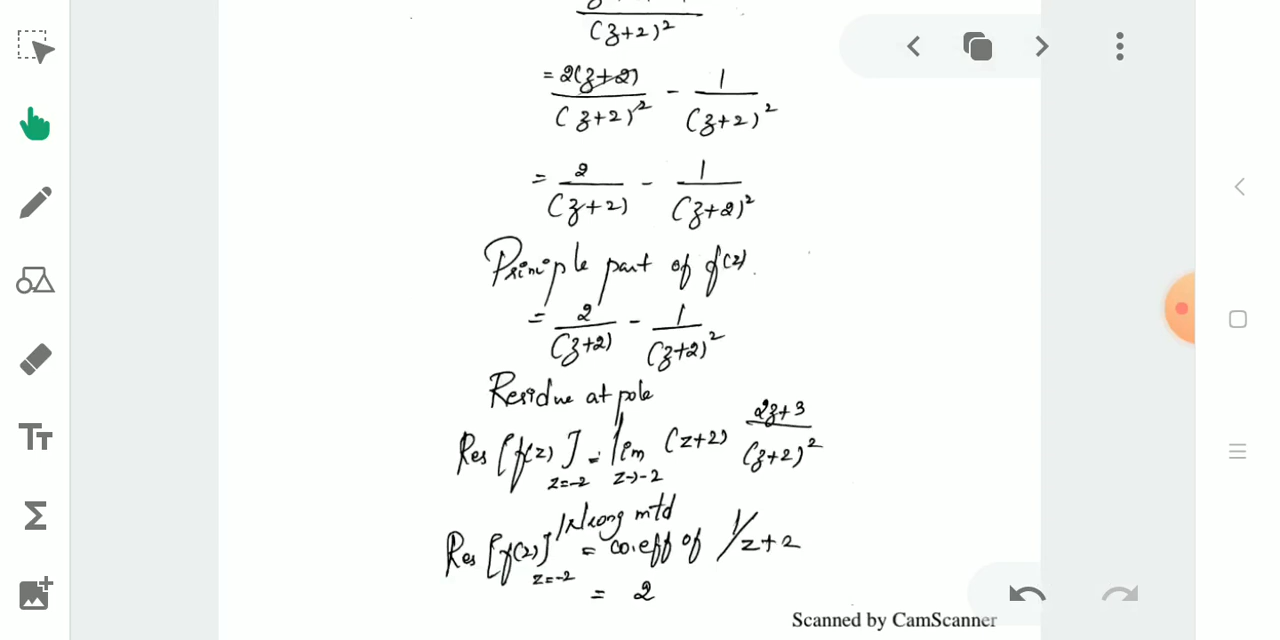 (z+2)²
= 2(z+2)/(z+2)² - 1/(z+2)²
= 2/(z+2) - 1/(z+2)²
Principle part of f(z).
= 2/(z+2) - 1/(z+2)²
Residue at pole
Res [f(z)] z=-2 = lim z→-2 (z+2) 2z+3/(z+2)²
wrong mtd
Res [f(z)] z=-2 = co.eff of 1/z+2
= 2
Scanned by CamScanner
Tt
Σ